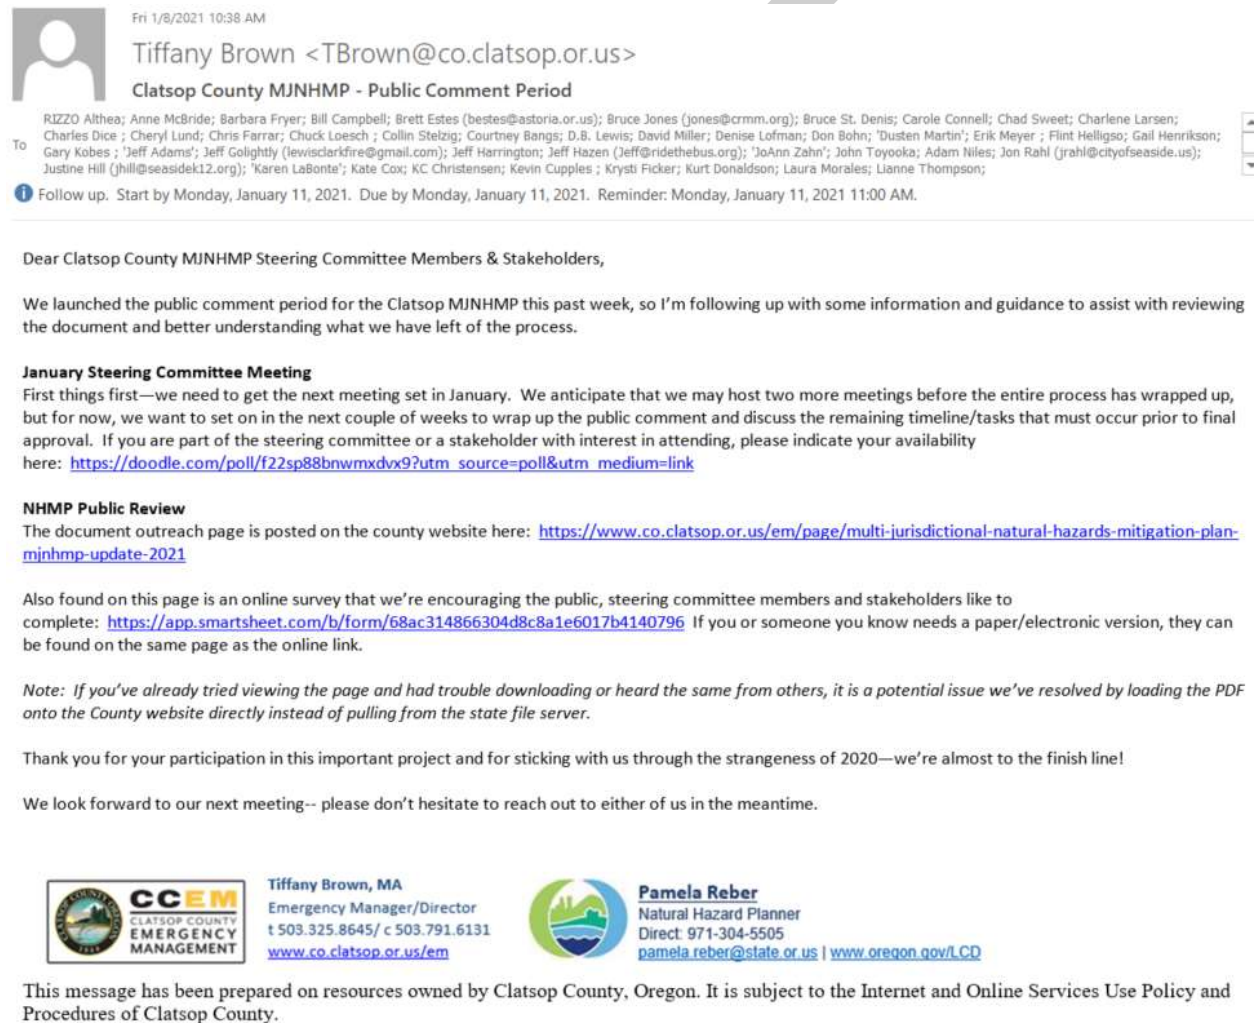 Fri 1/8/2021 10:38 AM
Tiffany Brown <TBrown@co.clatsop.or.us>
Clatsop County MJNHMP - Public Comment Period
RIZZO Althea; Anne McBride; Barbara Fryer; Bill Campbell; Brett Estes (bestes@astoria.or.us); Bruce Jones (jones@crmm.org); Bruce St. Denis; Carole Connell; Chad Sweet; Charlene Larsen;
To Charles Dice ; Cheryl Lund; Chris Farrar; Chuck Loesch ; Collin Stelzig; Courtney Bangs; D.B. Lewis; David Miller; Denise Lofman; Don Bohn; 'Dusten Martin'; Erik Meyer ; Flint Helligso; Gail Henrikson;
Gary Kobes ; 'Jeff Adams'; Jeff Golightly (lewisclarkfire@gmail.com); Jeff Harrington; Jeff Hazen (Jeff@ridethebus.org); 'JoAnn Zahn'; John Toyooka; Adam Niles; Jon Rahl (jrahl@cityofseaside.us);
Justine Hill (jhill@seasidek12.org); 'Karen LaBonte'; Kate Cox; KC Christensen; Kevin Cupples ; Krysti Ficker; Kurt Donaldson; Laura Morales; Lianne Thompson;
Follow up. Start by Monday, January 11, 2021. Due by Monday, January 11, 2021. Reminder: Monday, January 11, 2021 11:00 AM.
Dear Clatsop County MJNHMP Steering Committee Members & Stakeholders,
We launched the public comment period for the Clatsop MJNHMP this past week, so I'm following up with some information and guidance to assist with reviewing
the document and better understanding what we have left of the process.
January Steering Committee Meeting
First things first—we need to get the next meeting set in January. We anticipate that we may host two more meetings before the entire process has wrapped up,
but for now, we want to set on in the next couple of weeks to wrap up the public comment and discuss the remaining timeline/tasks that must occur prior to final
approval. If you are part of the steering committee or a stakeholder with interest in attending, please indicate your availability
here: https://doodle.com/poll/f22sp88bnwmxdvx9?utm_source=poll&utm_medium=link
NHMP Public Review
The document outreach page is posted on the county website here: https://www.co.clatsop.or.us/em/page/multi-jurisdictional-natural-hazards-mitigation-plan-
mjnhmp-update-2021
Also found on this page is an online survey that we're encouraging the public, steering committee members and stakeholders like to
complete: https://app.smartsheet.com/b/form/68ac314866304d8c8a1e6017b4140796 If you or someone you know needs a paper/electronic version, they can
be found on the same page as the online link.
Note: If you've already tried viewing the page and had trouble downloading or heard the same from others, it is a potential issue we've resolved by loading the PDF
onto the County website directly instead of pulling from the state file server.
Thank you for your participation in this important project and for sticking with us through the strangeness of 2020—we're almost to the finish line!
We look forward to our next meeting-- please don't hesitate to reach out to either of us in the meantime.
CCEM
CLATSOP COUNTY
EMERGENCY
MANAGEMENT
Tiffany Brown, MA
Emergency Manager/Director
t 503.325.8645/ c 503.791.6131
www.co.clatsop.or.us/em
Pamela Reber
Natural Hazard Planner
Direct: 971-304-5505
pamela.reber@state.or.us | www.oregon.gov/LCD
This message has been prepared on resources owned by Clatsop County, Oregon. It is subject to the Internet and Online Services Use Policy and
Procedures of Clatsop County.